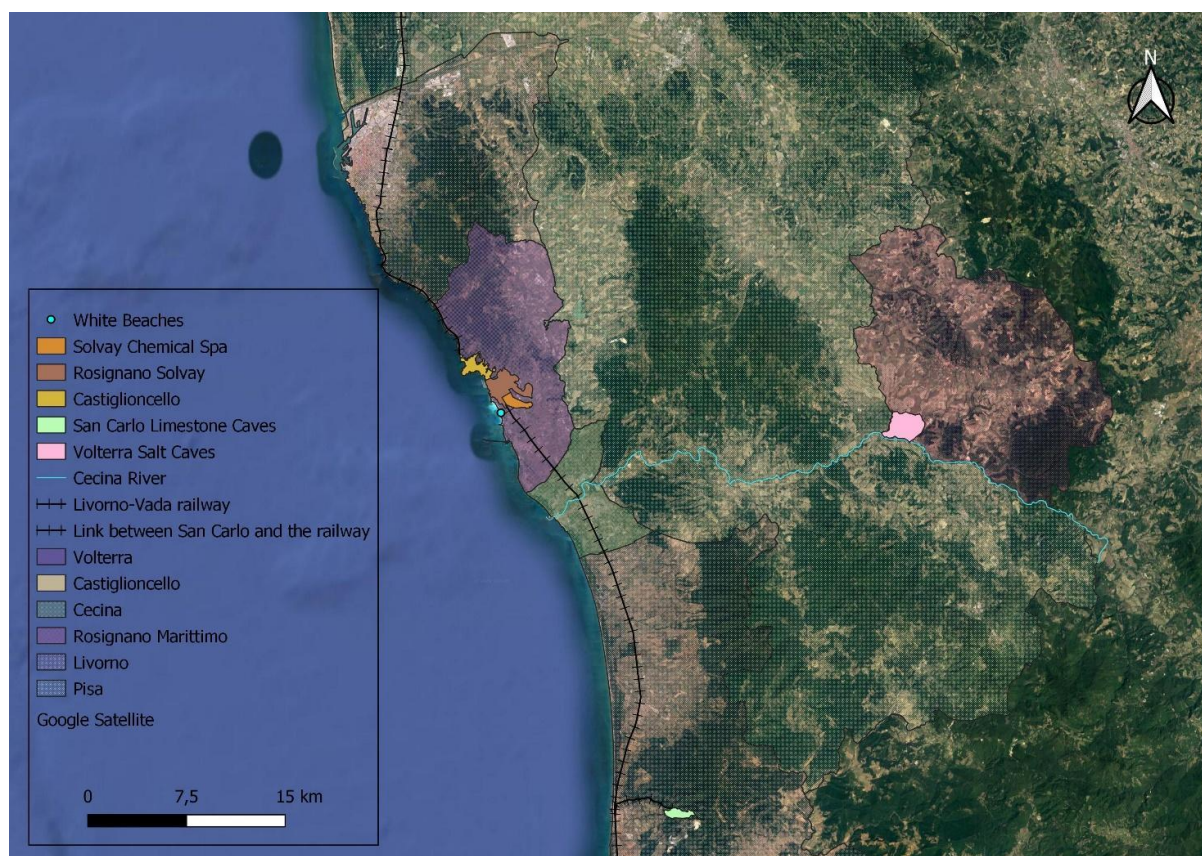 N
White Beaches
Solvay Chemical Spa
Rosignano Solvay
Castiglioncello
San Carlo Limestone Caves
Volterra Salt Caves
Cecina River
Livorno-Vada railway
Link between San Carlo and the railway
Volterra
Castiglioncello
Cecina
Rosignano Marittimo
Livorno
Pisa
Google Satellite
0 7,5 15 km